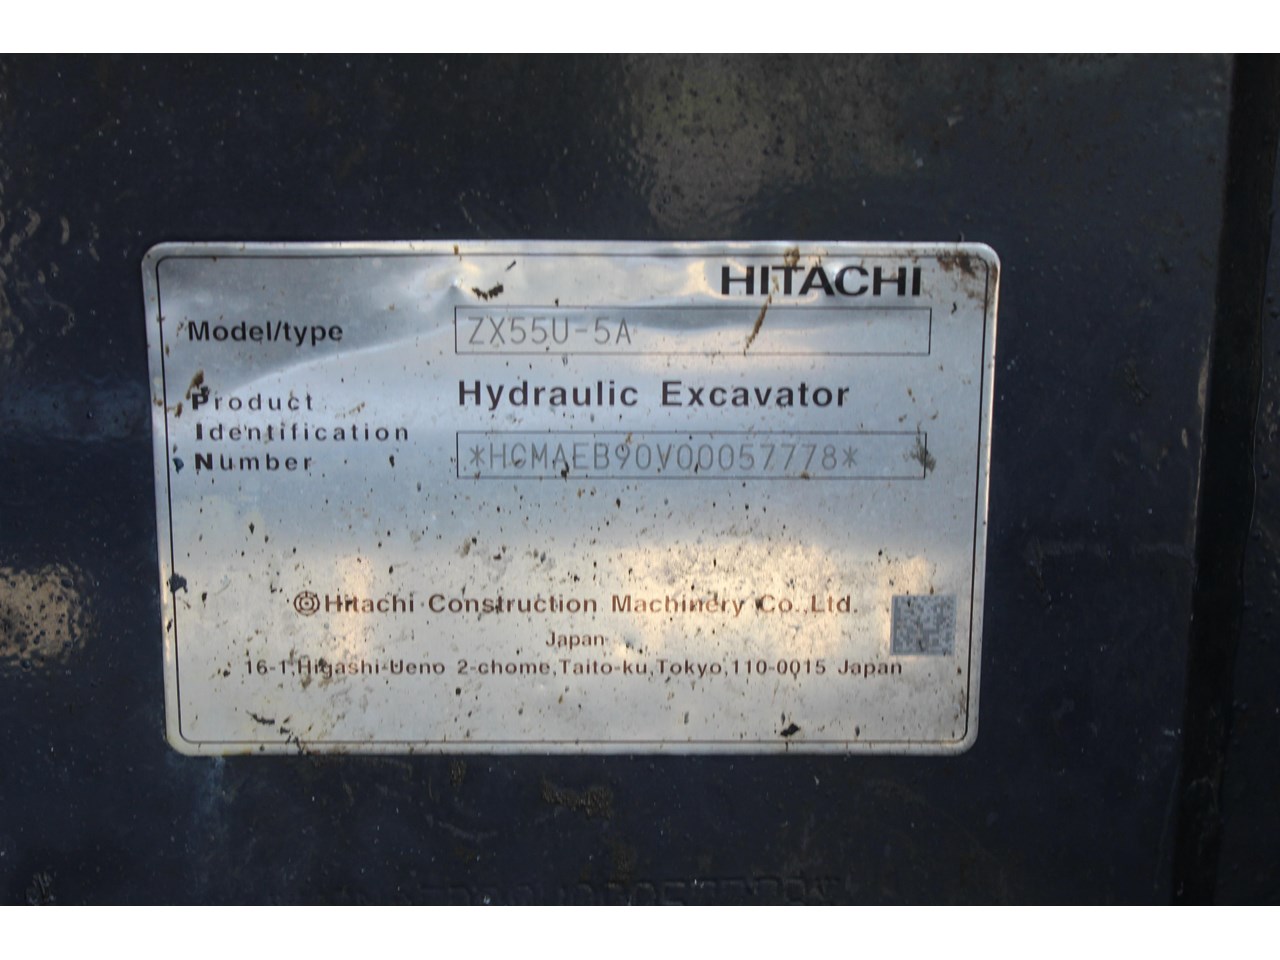 HITACHI
Model/type ZX55U-5A
Hydraulic Excavator
Product
Identification
Number *HCMAEB90V00057778*
Hitachi Construction Machinery Co.,Ltd.
Japan
16-1,Higashi-Ueno 2-chome,Taito-ku,Tokyo,110-0015 Japan